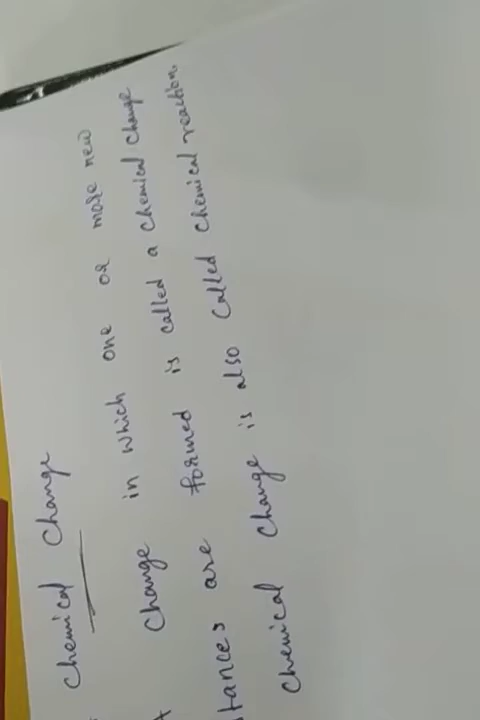 Chemical Change
A Change in which one or more new
stances are formed is called a chemical change
Chemical change is also called chemical reaction.